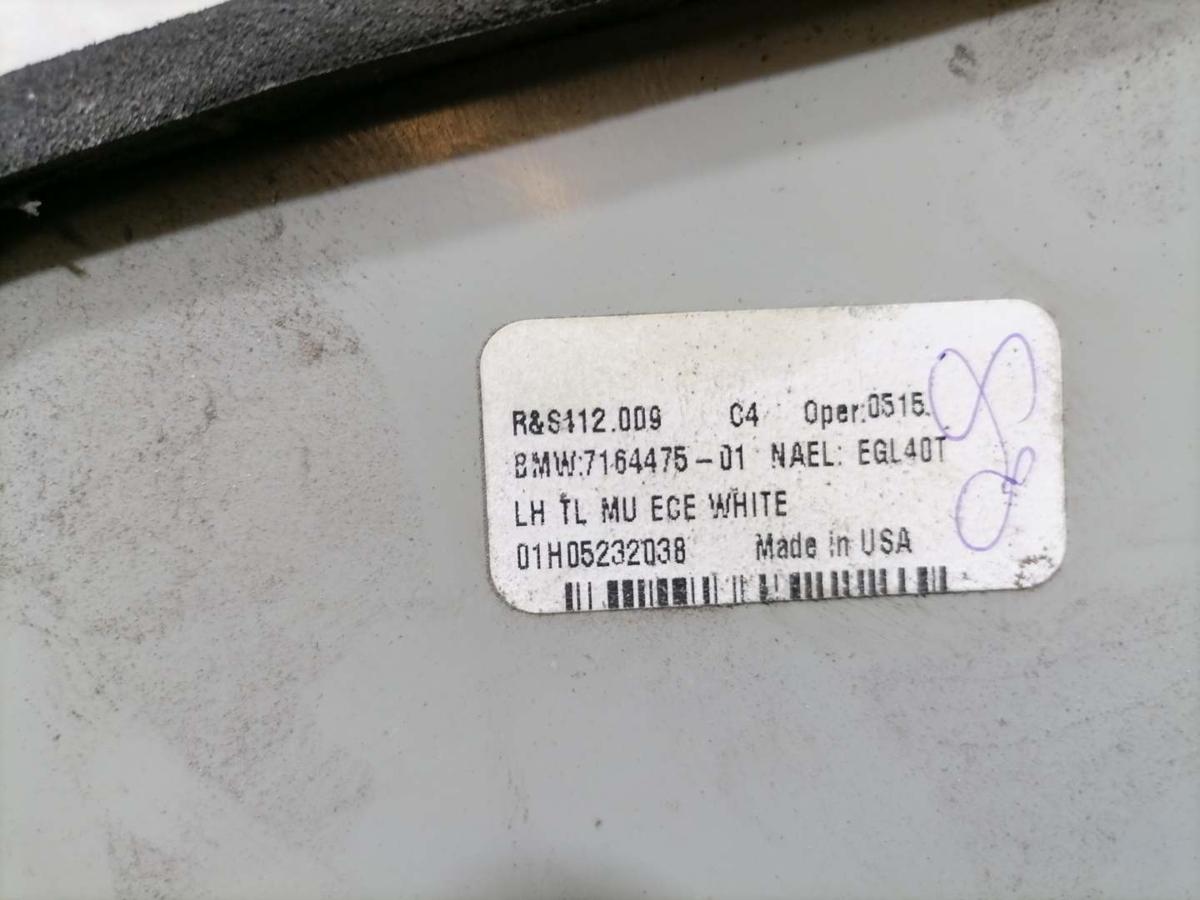 R&S112.009 C4 Oper:0515
BMW:7164475-01 NAEL: EGL40T
LH TL MU ECE WHITE
01H05232038 Made in USA